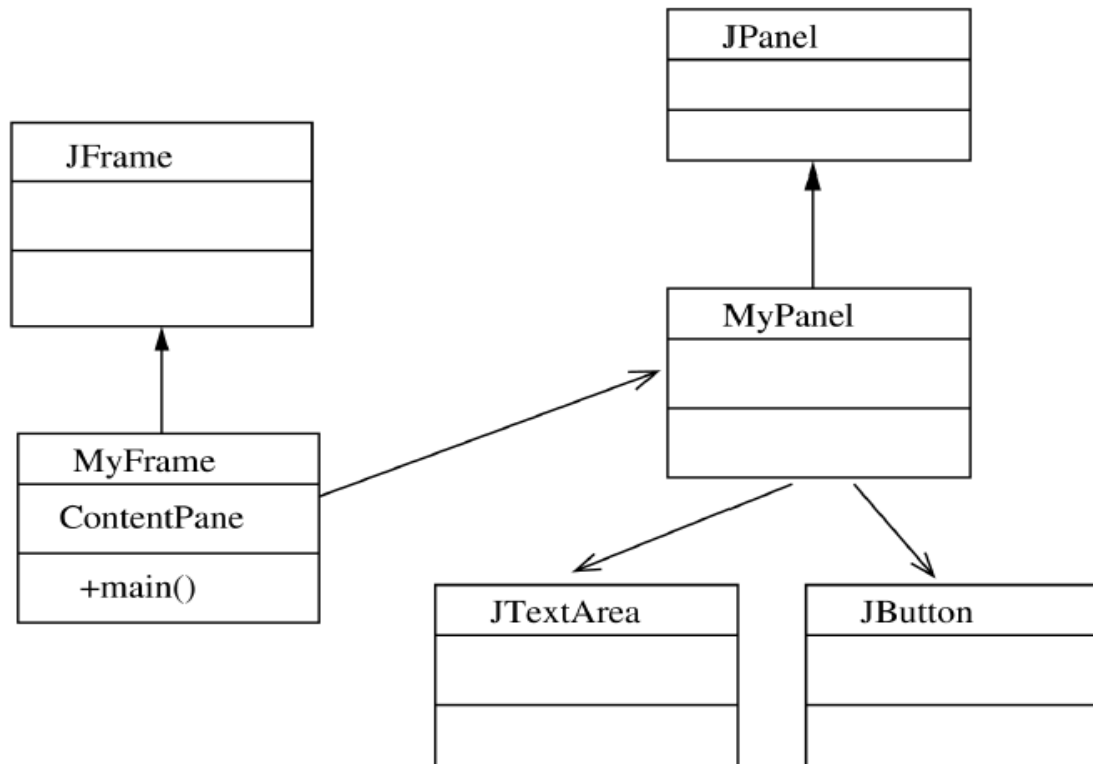 JPanel
JFrame
MyPanel
MyFrame
ContentPane
+main()
JTextArea
JButton